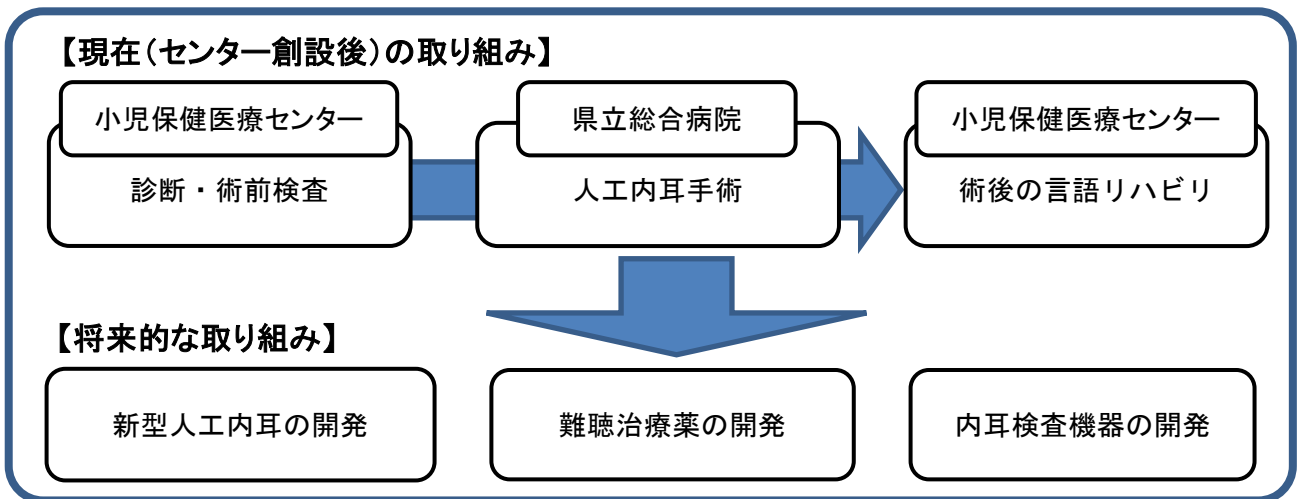 【現在（センター創設後）の取り組み】
小児保健医療センター
診断・術前検査
県立総合病院
人工内耳手術
小児保健医療センター
術後の言語リハビリ
【将来的な取り組み】
新型人工内耳の開発
難聴治療薬の開発
内耳検査機器の開発